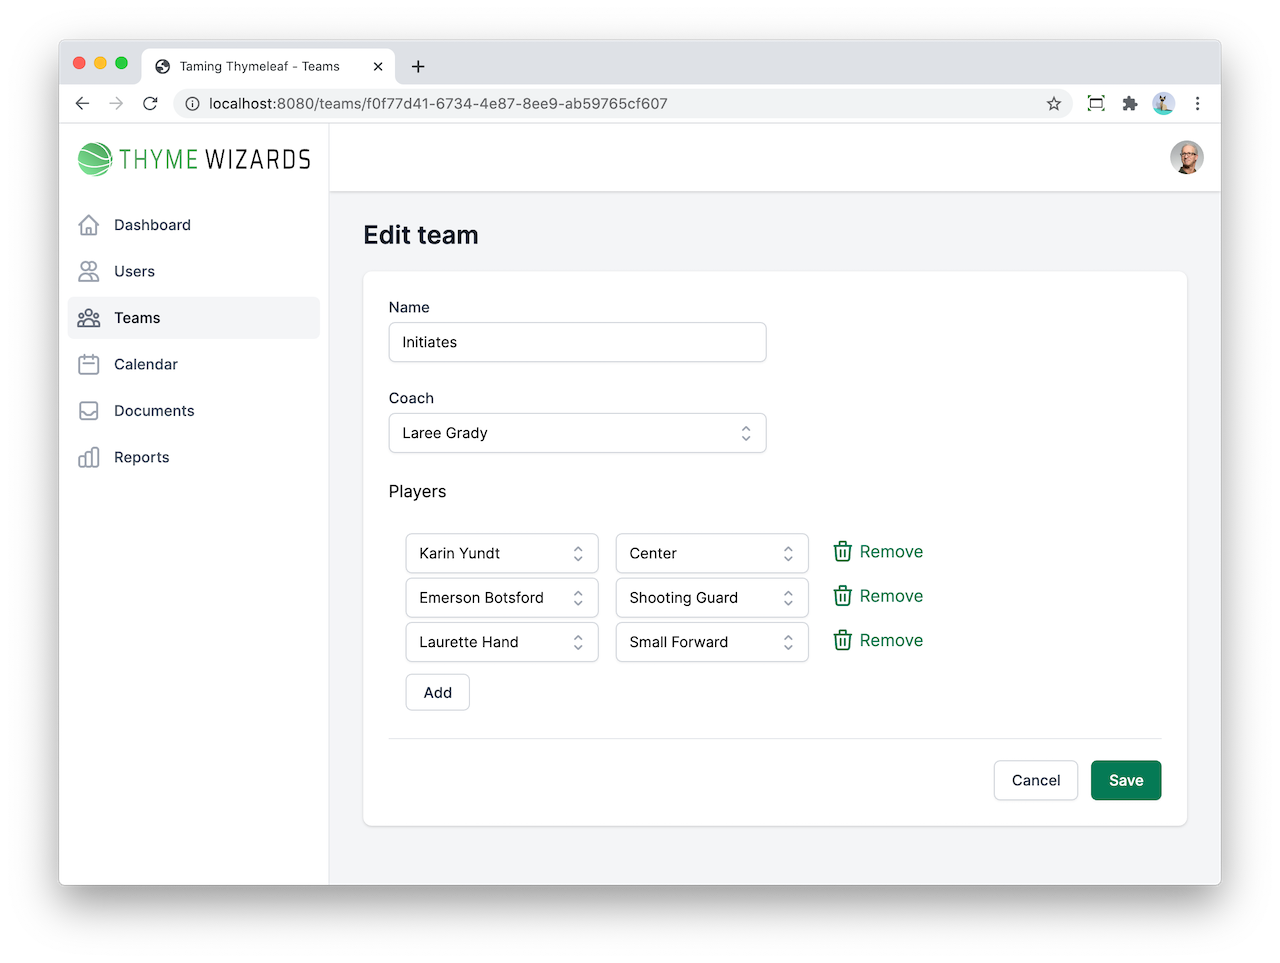 Taming Thymeleaf - Teams
localhost:8080/teams/f0f77d41-6734-4e87-8ee9-ab59765cf607
THYME WIZARDS
Dashboard
Users
Teams
Calendar
Documents
Reports
Edit team
Name
Initiates
Coach
Laree Grady
Players
Karin Yundt Center Remove
Emerson Botsford Shooting Guard Remove
Laurette Hand Small Forward Remove
Add
Cancel Save